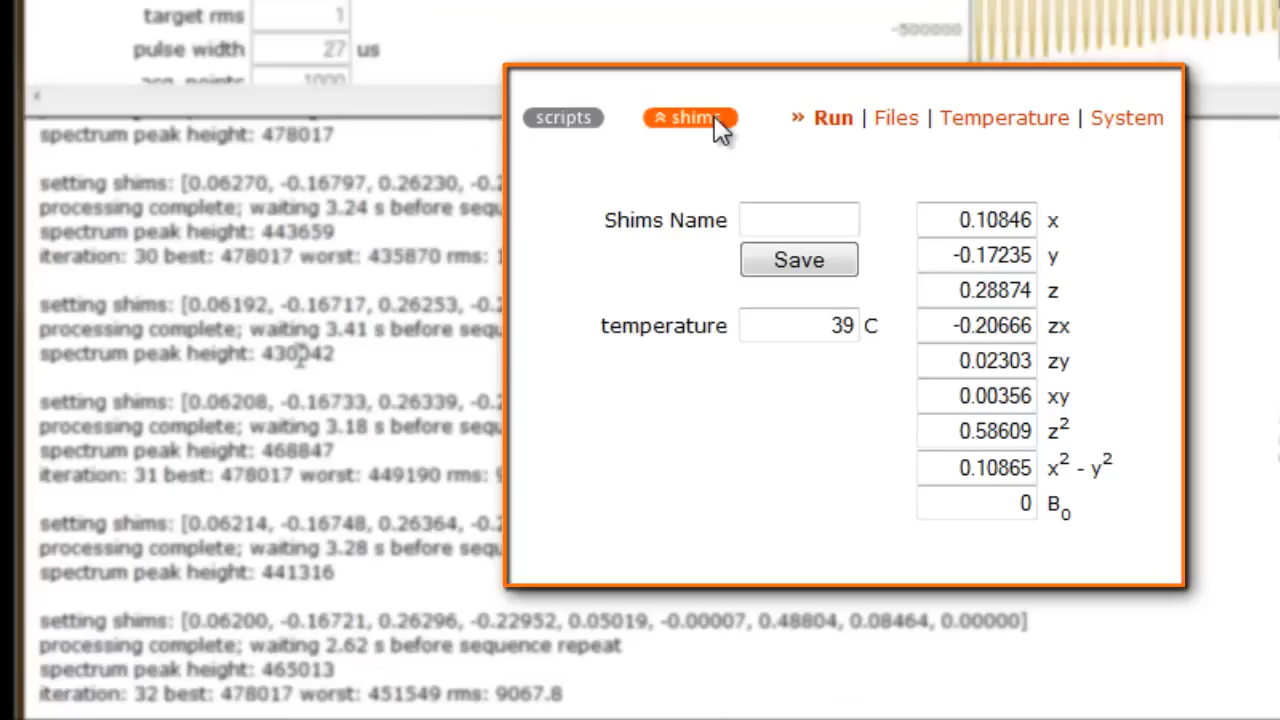 target rms 1
pulse width 27 us
acq. points 1000
-500000
spectrum peak height: 478017
setting shims: [0.06270, -0.16797, 0.26230,
processing complete; waiting 3.24 s before
spectrum peak height: 443659
iteration: 30 best: 478017 worst: 435870 rms:
setting shims: [0.06192, -0.16717, 0.26253,
processing complete; waiting 3.41 s before
spectrum peak height:
setting shims: [0.06208, -0.16733, 0.26339,
processing complete; waiting 3.18 s before
spectrum peak height: 468847
iteration: 31 best: 478017 worst: 449190 rms:
setting shims: [0.06214, -0.16748, 0.26364,
processing complete; waiting 3.28 s before
spectrum peak height: 441316
setting shims: [0.06200, -0.16721, 0.26296, -0.22952, 0.05019, -0.00007, 0.48804, 0.08464, 0.00000]
processing complete; waiting 2.62 s before sequence repeat
spectrum peak height: 465013
iteration: 32 best: 478017 worst: 451549 rms: 9067.8
scripts shims » Run | Files | Temperature | System
Shims Name
Save
temperature 39 C
0.10846 x
-0.17235 y
0.28874 z
-0.20666 zx
0.02303 zy
0.00356 xy
0.58609 z²
0.10865 x² - y²
0 B₀